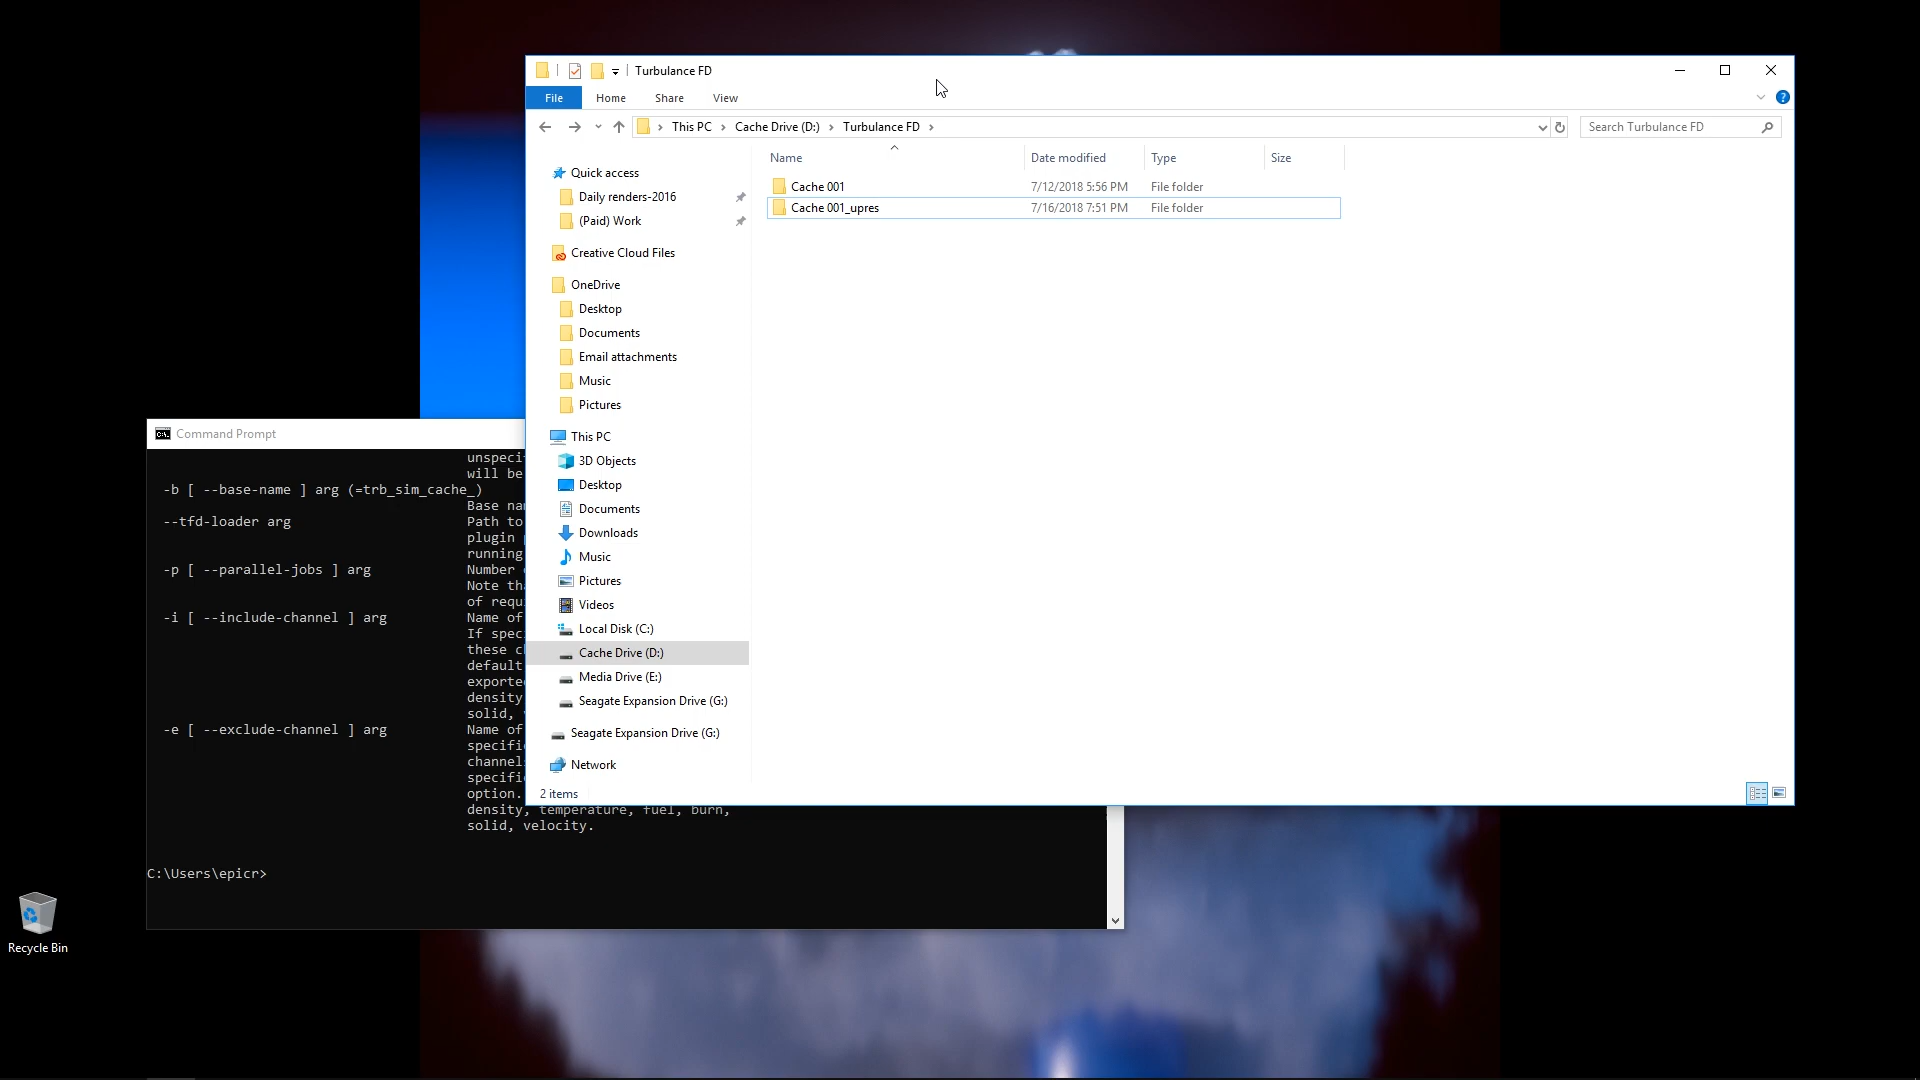 Turbulance FD
File Home Share View
This PC Cache Drive (D:) Turbulance FD
Search Turbulance FD
Name Date modified Type Size
Cache 001 7/12/2018 5:56 PM File folder
Cache 001_upres 7/16/2018 7:51 PM File folder
Quick access
Daily renders-2016
(Paid) Work
Creative Cloud Files
OneDrive
Desktop
Documents
Email attachments
Music
Pictures
This PC
3D Objects
Desktop
Documents
Downloads
Music
Pictures
Videos
Local Disk (C:)
Cache Drive (D:)
Media Drive (E:)
Seagate Expansion Drive (G:)
Seagate Expansion Drive (G:)
Network
2 items
Command Prompt
will be
-b [ --base-name ] arg (=trb_sim_cache_)
Base
--tfd-loader arg Path to
plugin
running
-p [ --parallel-jobs ] arg Number
Note
of
-i [ --include-channel ] arg Name of
If
these
default
exported
density
solid,
-e [ --exclude-channel ] arg Name of
option.
density, temperature, fuel, burn,
solid, velocity.
C:\Users\epicr>
Recycle Bin